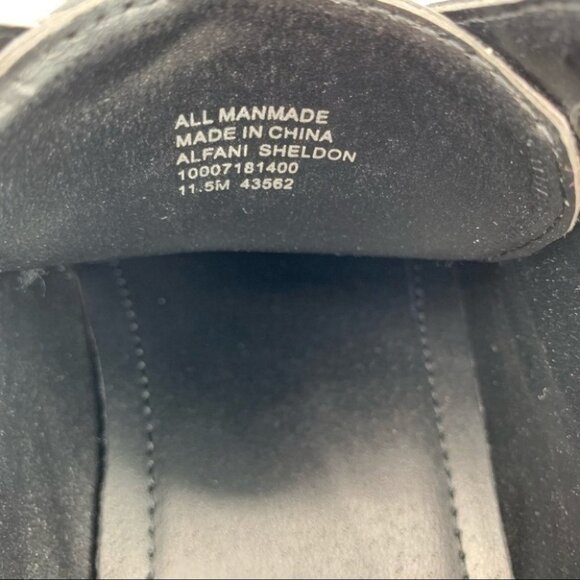 ALL MANMADE
MADE IN CHINA
ALFANI SHELDON
10007181400
11.5M 43562